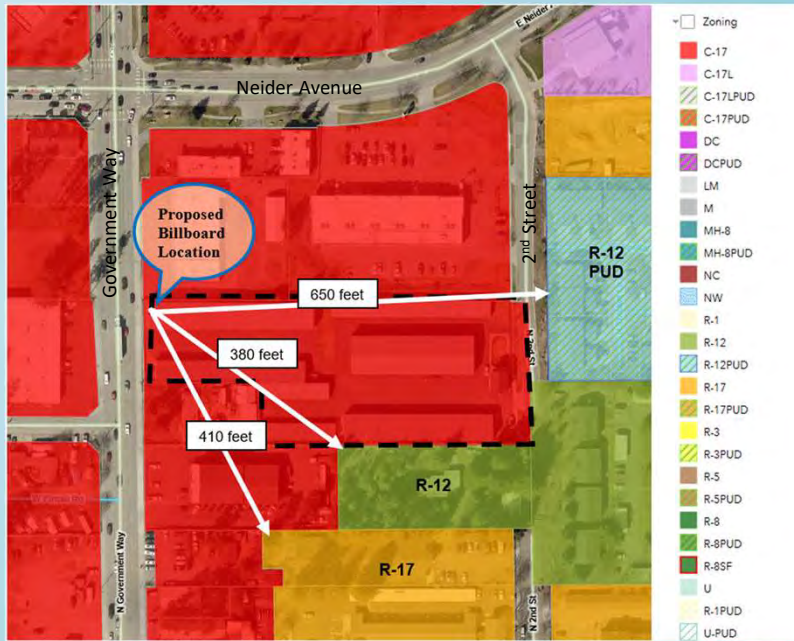 Neider Avenue
E Neider
Government Way
Proposed
Billboard
Location
2nd Street
R-12
PUD
650 feet
N 2nd St
380 feet
410 feet
R-12
R-17
N Government Way
N 2nd St
Zoning
C-17
C-17L
C-17LPUD
C-17PUD
DC
DCPUD
LM
M
MH-8
MH-8PUD
NC
NW
R-1
R-12
R-12PUD
R-17
R-17PUD
R-3
R-3PUD
R-5
R-5PUD
R-8
R-8PUD
R-8SF
U
R-1PUD
U-PUD